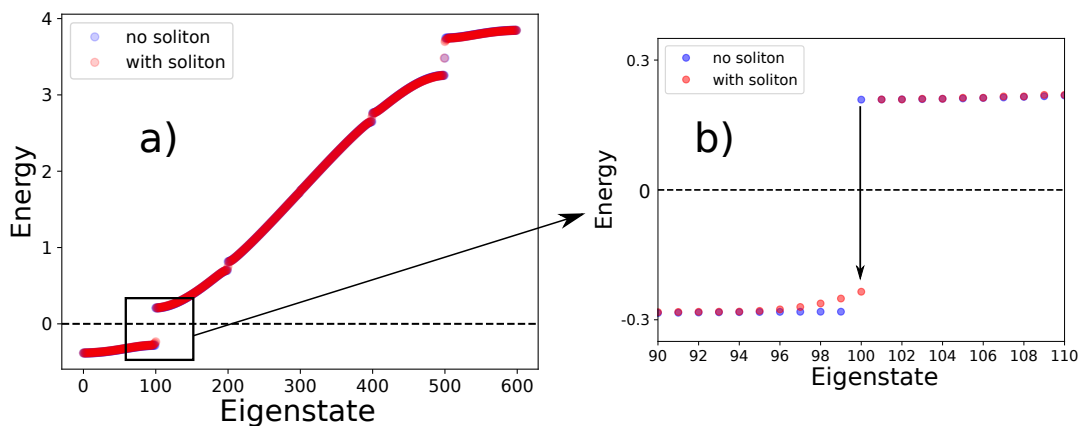 no soliton
with soliton
a)
Energy
4
3
2
1
0
0
100
200
300
400
500
600
Eigenstate
no soliton
with soliton
b)
Energy
0.3
0
-0.3
90
92
94
96
98
100
102
104
106
108
110
Eigenstate